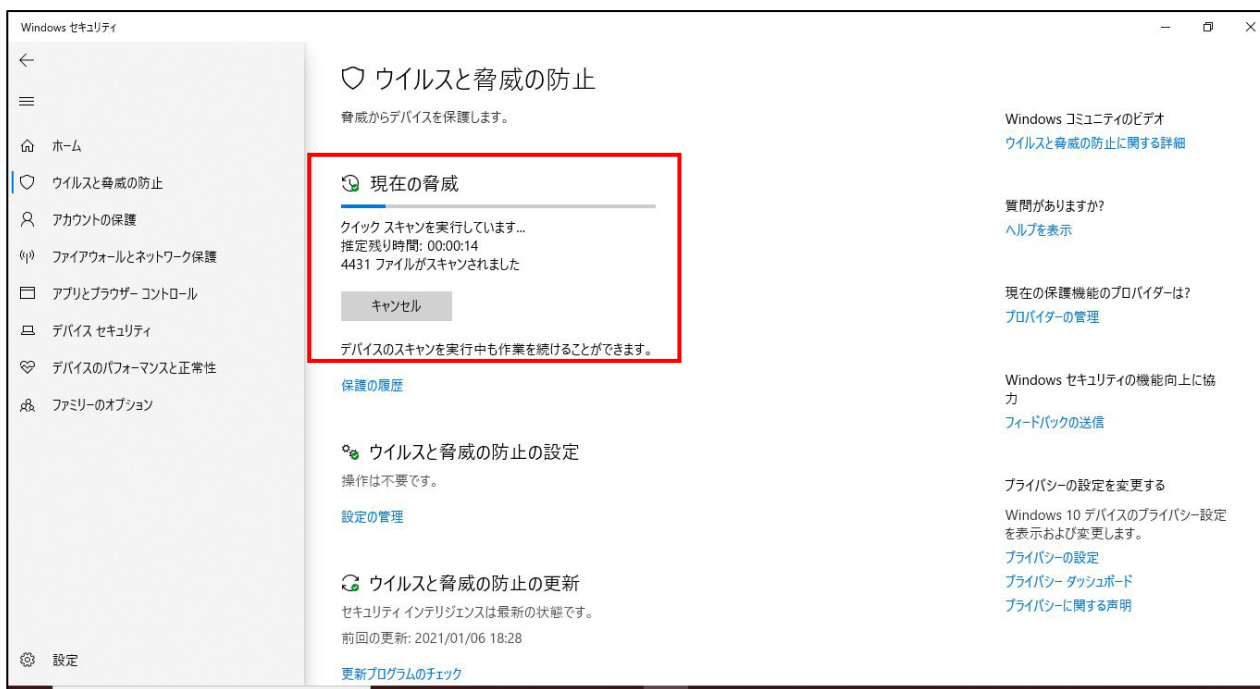 Windows セキュリティ
ホーム
ウイルスと脅威の防止
アカウントの保護
ファイアウォールとネットワーク保護
アプリとブラウザー コントロール
デバイス セキュリティ
デバイスのパフォーマンスと正常性
ファミリーのオプション
設定
ウイルスと脅威の防止
脅威からデバイスを保護します。
現在の脅威
クイック スキャンを実行しています...
推定残り時間: 00:00:14
4431 ファイルがスキャンされました
キャンセル
デバイスのスキャンを実行中も作業を続けることができます。
保護の履歴
ウイルスと脅威の防止の設定
操作は不要です。
設定の管理
ウイルスと脅威の防止の更新
セキュリティ インテリジェンスは最新の状態です。
前回の更新: 2021/01/06 18:28
更新プログラムのチェック
Windows コミュニティのビデオ
ウイルスと脅威の防止に関する詳細
質問がありますか?
ヘルプを表示
現在の保護機能のプロバイダーは?
プロバイダーの管理
Windows セキュリティの機能向上に協
力
フィードバックの送信
プライバシーの設定を変更する
Windows 10 デバイスのプライバシー設定
を表示および変更します。
プライバシーの設定
プライバシー ダッシュボード
プライバシーに関する声明